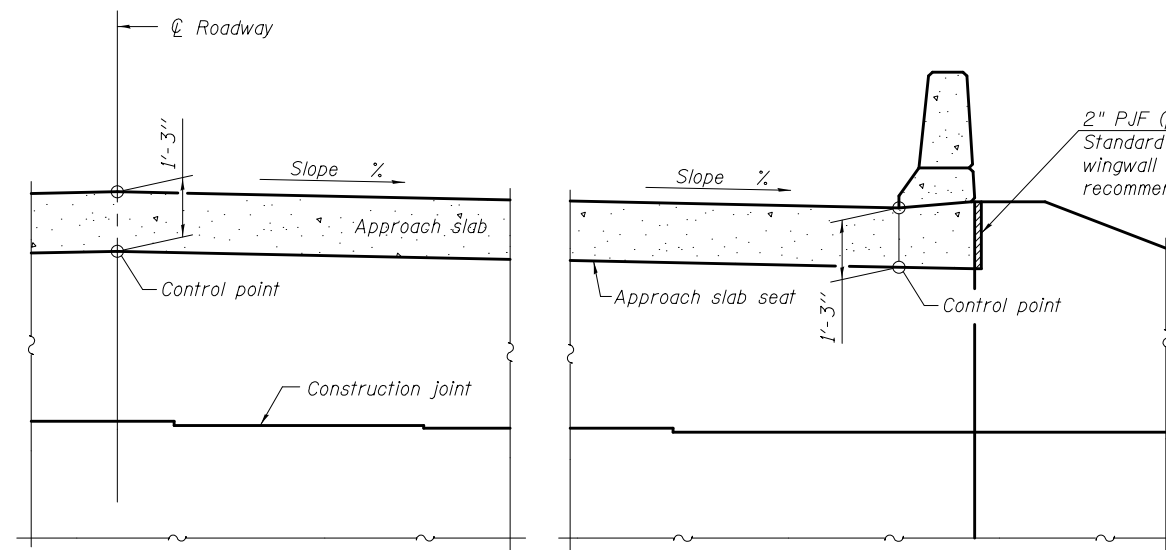 ℄ Roadway
1'-3"
Slope %
Approach slab
Control point
Construction joint
Slope %
Approach slab seat
1'-3"
Control point
2" PJF (
Standard
wingwall
recommen